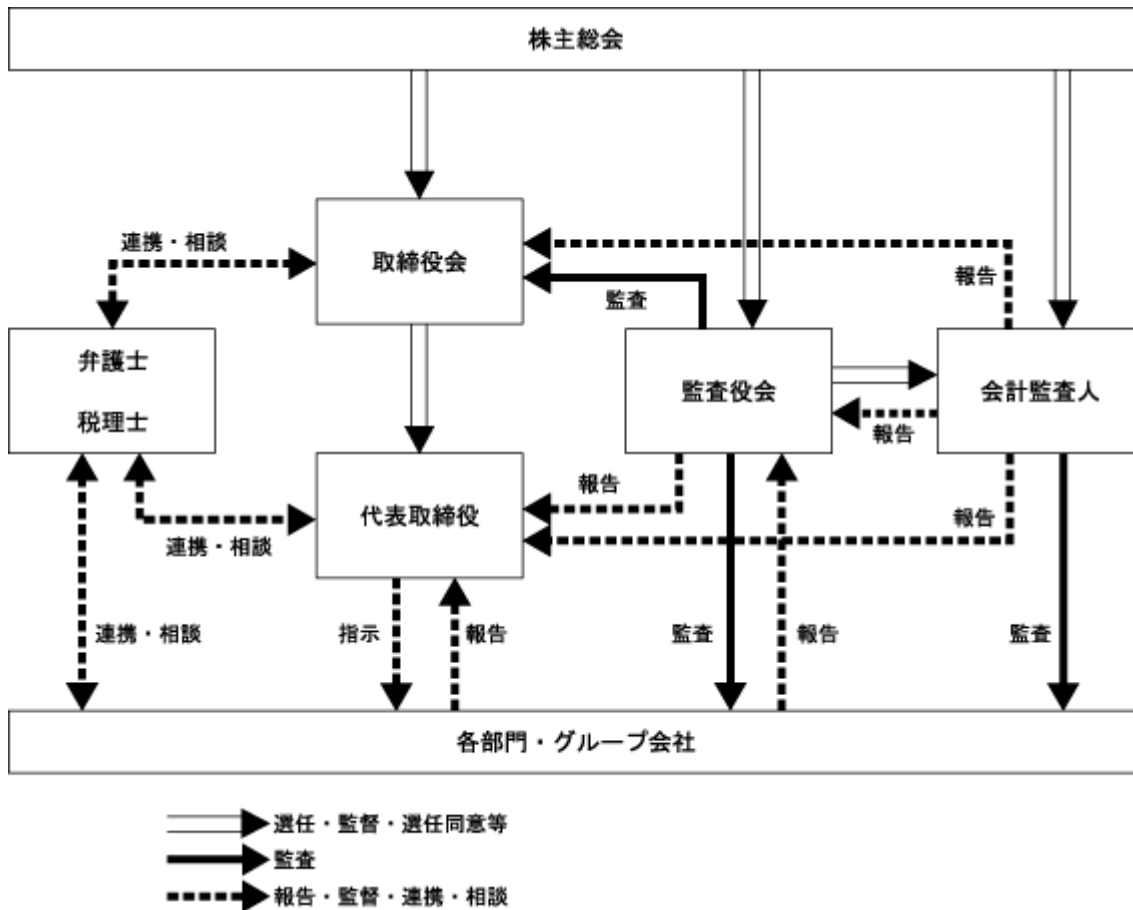 株主総会
連携・相談
取締役会
報告
監査
弁護士
税理士
監査役会
会計監査人
報告
代表取締役
報告
報告
連携・相談
連携・相談
指示
報告
監査
報告
監査
各部門・グループ会社
選任・監督・選任同意等
監査
報告・監督・連携・相談